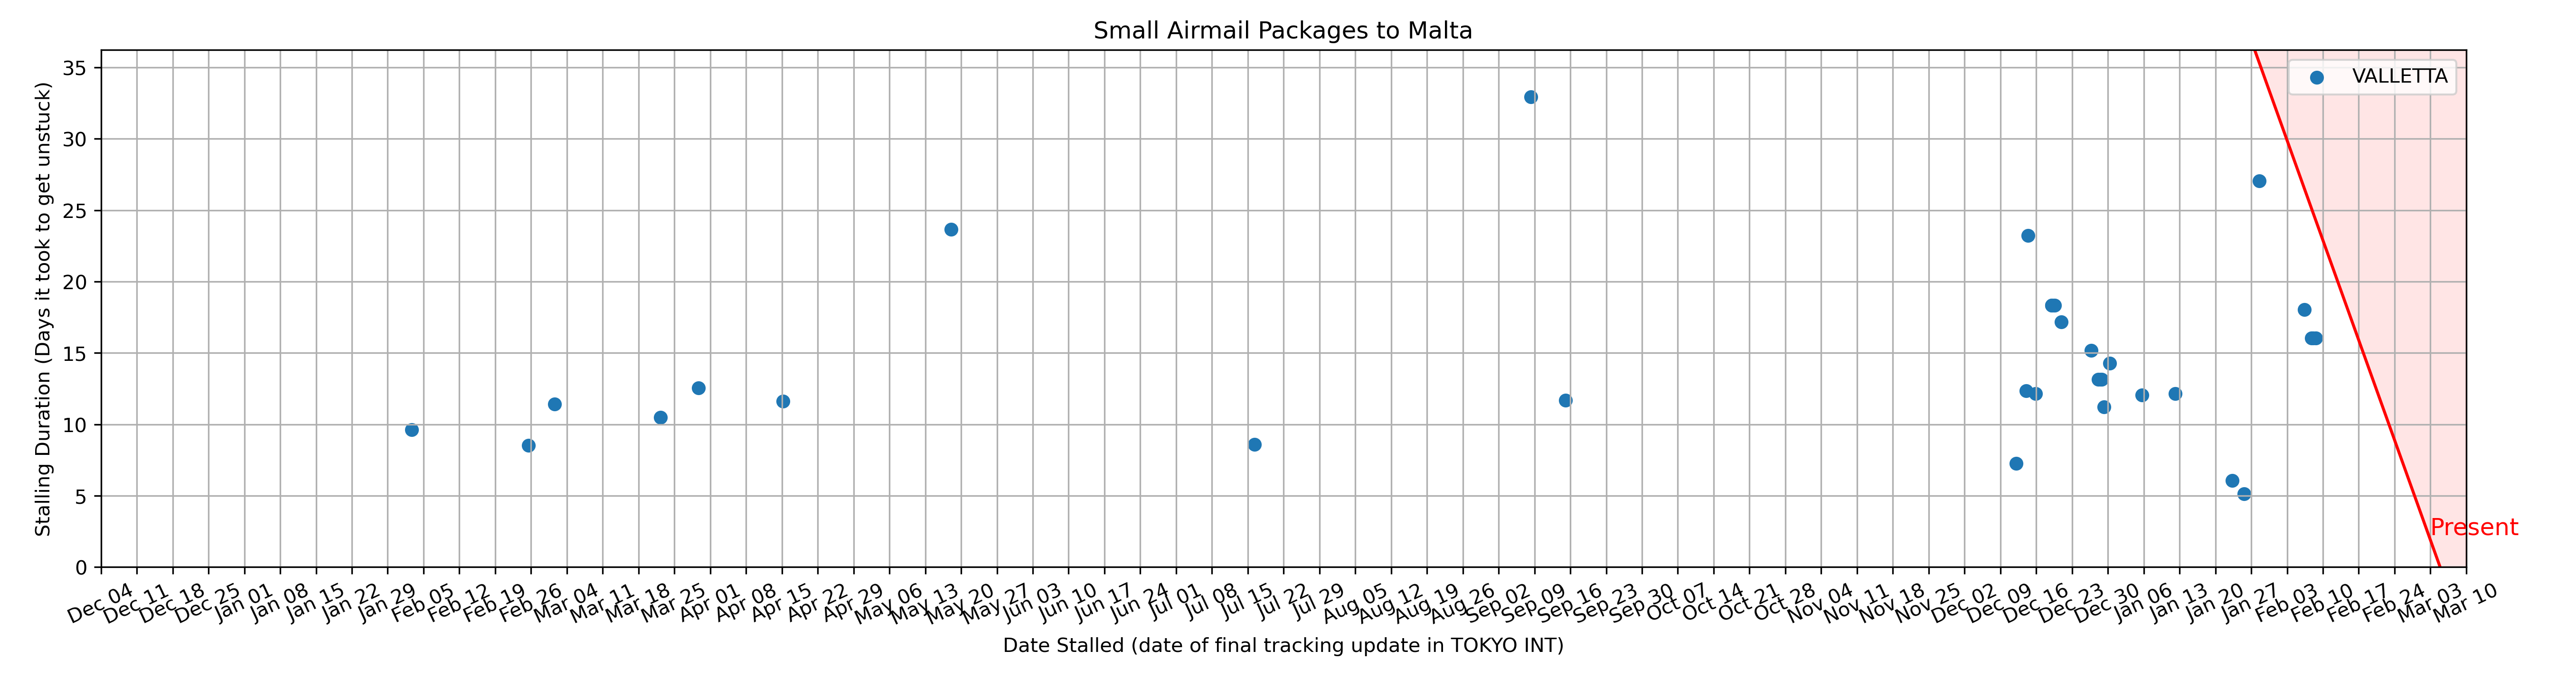 Small Airmail Packages to Malta
VALLETTA
Stalling Duration (Days it took to get unstuck)
35
30
25
20
15
10
5
0
Present
Dec 04
Dec 11
Dec 18
Dec 25
Jan 01
Jan 08
Jan 15
Jan 22
Jan 29
Feb 05
Feb 12
Feb 19
Feb 26
Mar 04
Mar 11
Mar 18
Mar 25
Apr 01
Apr 08
Apr 15
Apr 22
Apr 29
May 06
May 13
May 20
May 27
Jun 03
Jun 10
Jun 17
Jun 24
Jul 01
Jul 08
Jul 15
Jul 22
Jul 29
Aug 05
Aug 12
Aug 19
Aug 26
Sep 02
Sep 09
Sep 16
Sep 23
Sep 30
Oct 07
Oct 14
Oct 21
Oct 28
Nov 04
Nov 11
Nov 18
Nov 25
Dec 02
Dec 09
Dec 16
Dec 23
Dec 30
Jan 06
Jan 13
Jan 20
Jan 27
Feb 03
Feb 10
Feb 17
Feb 24
Mar 03
Mar 10
Date Stalled (date of final tracking update in TOKYO INT)